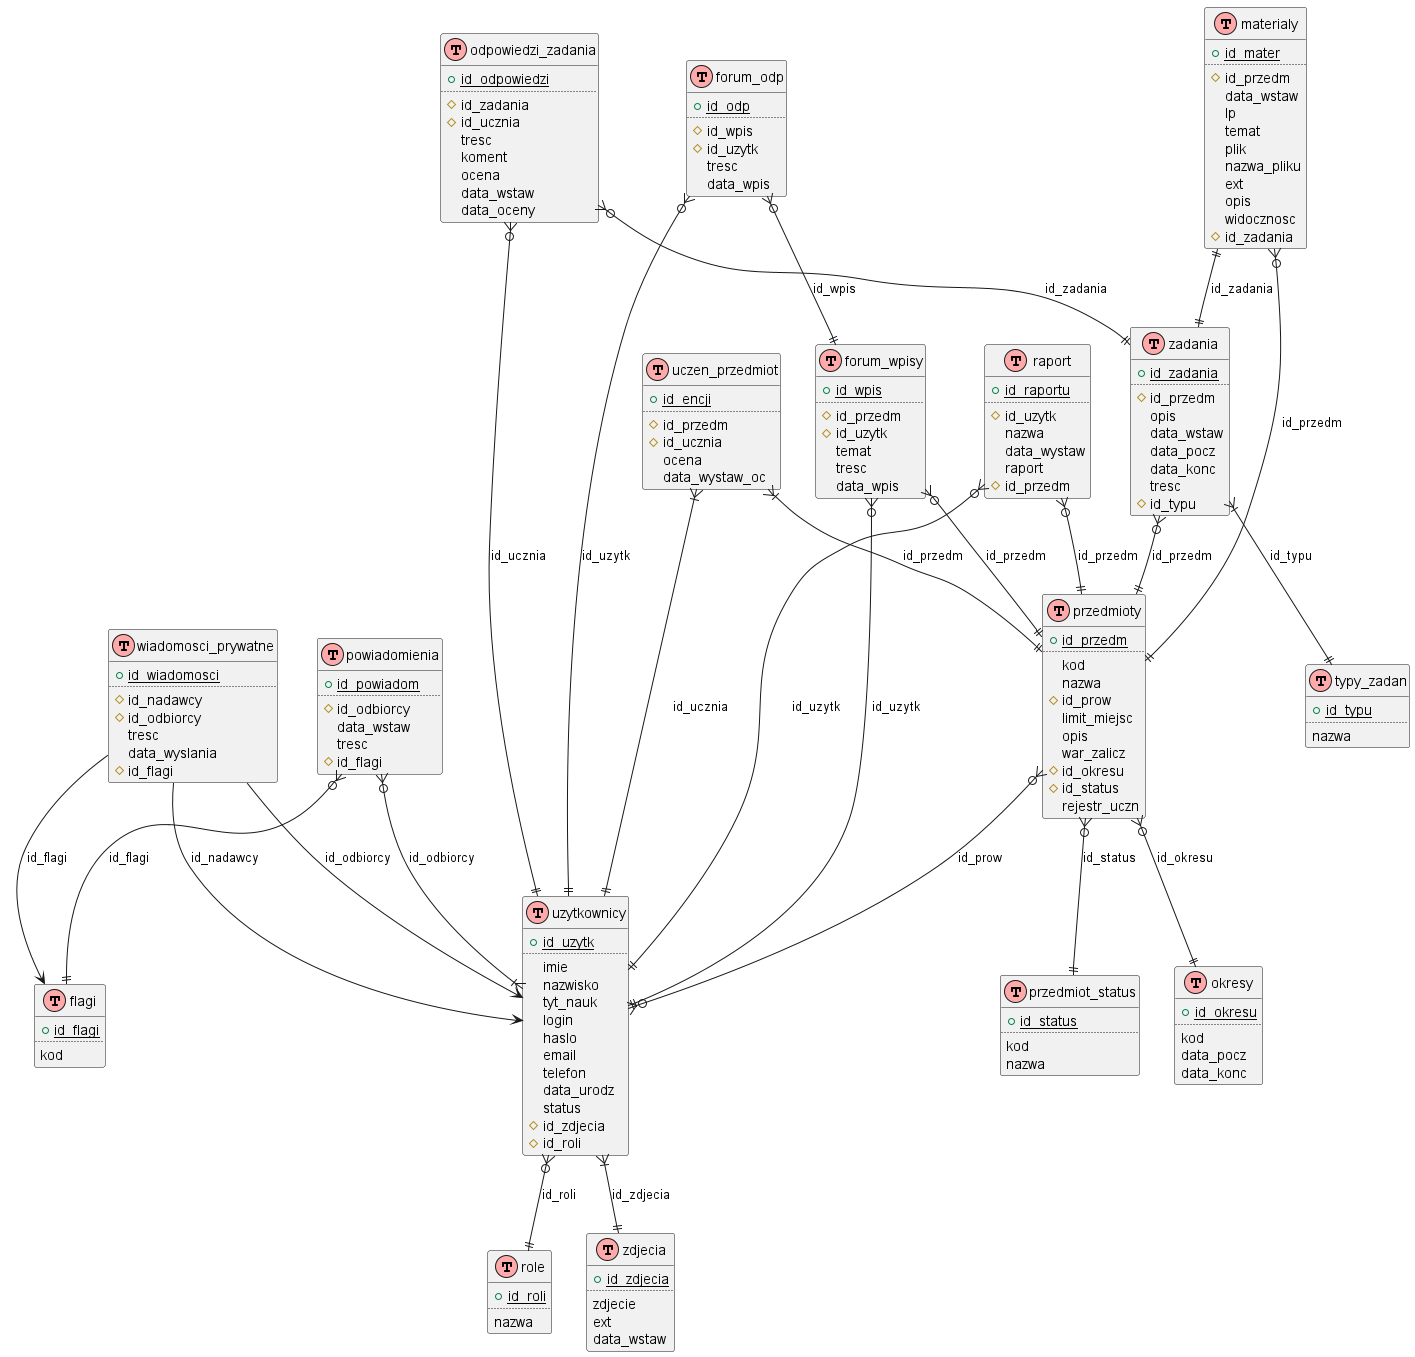 T materialy
id_mater
id_przedm
data_wstaw
lp
temat
plik
nazwa_pliku
ext
opis
widocznosc
id_zadania
T odpowiedzi_zadania
id_odpowiedzi
id_zadania
id_ucznia
tresc
koment
ocena
data_wstaw
data_oceny
T forum_odp
id_odp
id_wpis
id_uzytk
tresc
data_wpis
id_wpis
id_zadania
id_zadania
T zadania
id_zadania
id_przedm
opis
data_wstaw
data_pocz
data_konc
tresc
id_typu
T uczen_przedmiot
id_encji
id_przedm
id_ucznia
ocena
data_wystaw_oc
T forum_wpisy
id_wpis
id_przedm
id_uzytk
temat
tresc
data_wpis
T raport
id_raportu
id_uzytk
nazwa
data_wystaw
raport
id_przedm
id_przedm
id_ucznia
id_uzytk
id_przedm
id_przedm
id_przedm
id_przedm
id_typu
T wiadomosci_prywatne
id_wiadomosci
id_nadawcy
id_odbiorcy
tresc
data_wyslania
id_flagi
T powiadomienia
id_powiadom
id_odbiorcy
data_wstaw
tresc
id_flagi
T przedmioty
id_przedm
kod
nazwa
id_prow
limit_miejsc
opis
war_zalicz
id_okresu
id_status
rejestr_uczn
T typy_zadan
id_typu
nazwa
id_ucznia
id_uzytk
id_uzytk
id_flagi
id_flagi
id_nadawcy
id_odbiorcy
id_odbiorcy
id_prow
id_status
id_okresu
T flagi
id_flagi
kod
T uzytkownicy
id_uzytk
imie
nazwisko
tyt_nauk
login
haslo
email
telefon
data_urodz
status
id_zdjecia
id_roli
T przedmiot_status
id_status
kod
nazwa
T okresy
id_okresu
kod
data_pocz
data_konc
id_roli
id_zdjecia
T role
id_roli
nazwa
T zdjecia
id_zdjecia
zdjecie
ext
data_wstaw